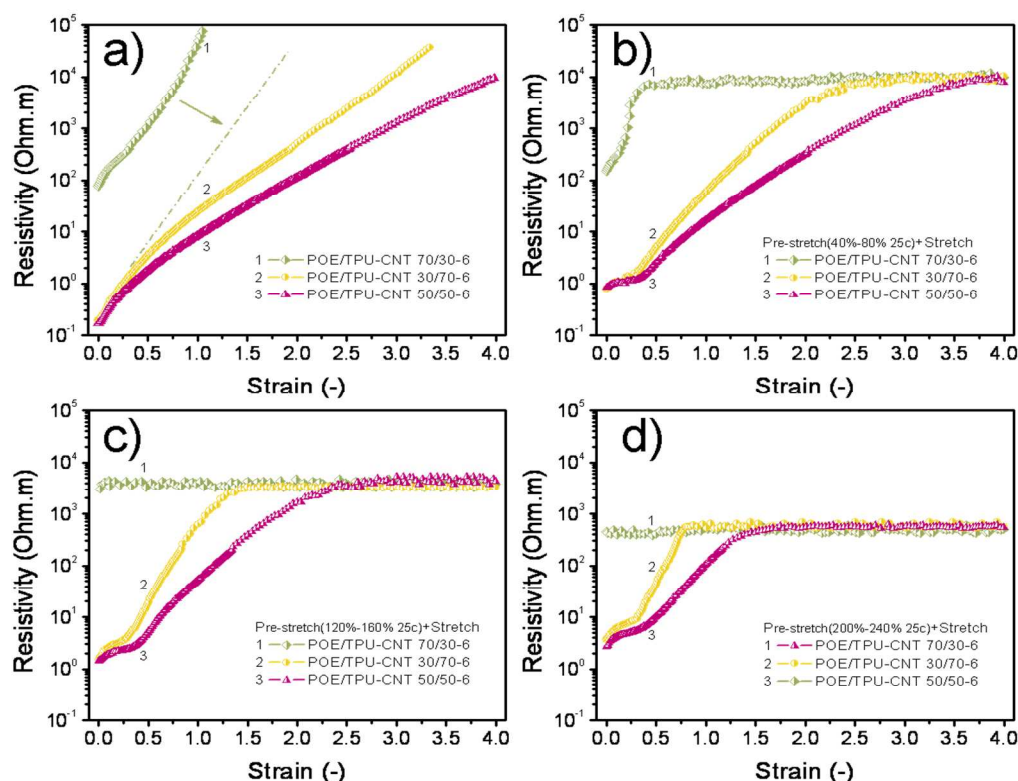 a)
10^5
10^4
10^3
10^2
10^1
10^0
10^-1
Resistivity (Ohm.m)
1
2
3
1 POE/TPU-CNT 70/30-6
2 POE/TPU-CNT 30/70-6
3 POE/TPU-CNT 50/50-6
0.0 0.5 1.0 1.5 2.0 2.5 3.0 3.5 4.0
Strain (-)
b)
10^5
10^4
10^3
10^2
10^1
10^0
10^-1
Resistivity (Ohm.m)
1
2
3
Pre-stretch(40%-80% 25c)+Stretch
1 POE/TPU-CNT 70/30-6
2 POE/TPU-CNT 30/70-6
3 POE/TPU-CNT 50/50-6
0.0 0.5 1.0 1.5 2.0 2.5 3.0 3.5 4.0
Strain (-)
c)
10^5
10^4
10^3
10^2
10^1
10^0
10^-1
Resistivity (Ohm.m)
1
2
3
Pre-stretch(120%-160% 25c)+Stretch
1 POE/TPU-CNT 70/30-6
2 POE/TPU-CNT 30/70-6
3 POE/TPU-CNT 50/50-6
0.0 0.5 1.0 1.5 2.0 2.5 3.0 3.5 4.0
Strain (-)
d)
10^5
10^4
10^3
10^2
10^1
10^0
10^-1
Resistivity (Ohm.m)
1
2
3
Pre-stretch(200%-240% 25c)+Stretch
1 POE/TPU-CNT 70/30-6
2 POE/TPU-CNT 30/70-6
3 POE/TPU-CNT 50/50-6
0.0 0.5 1.0 1.5 2.0 2.5 3.0 3.5 4.0
Strain (-)